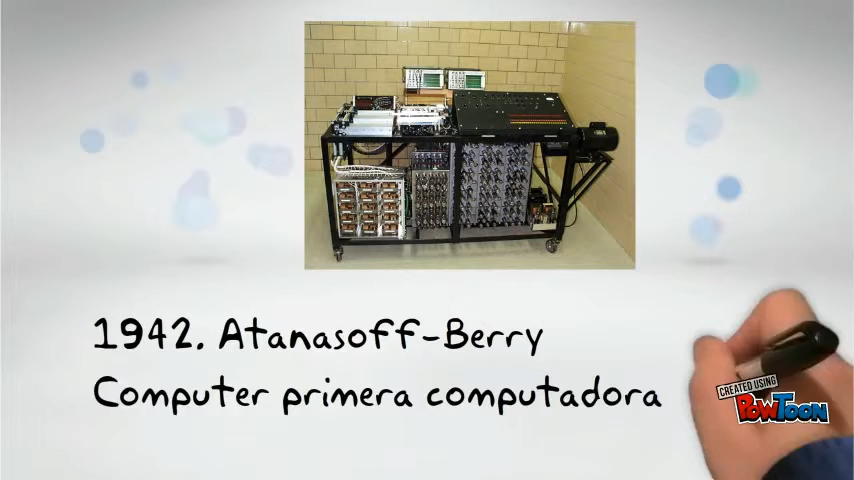 1942. Atanasoff-Berry
Computer primera computadora
CREATED USING
POWTOON